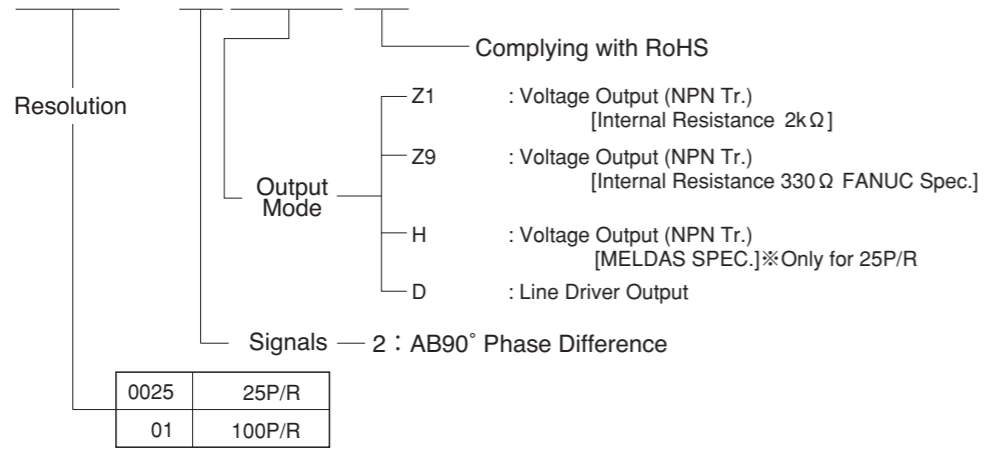 Complying with RoHS
Resolution
Z1 : Voltage Output (NPN Tr.)
[Internal Resistance 2kΩ]
Z9 : Voltage Output (NPN Tr.)
[Internal Resistance 330Ω FANUC Spec.]
Output
Mode
H : Voltage Output (NPN Tr.)
[MELDAS SPEC.]※Only for 25P/R
D : Line Driver Output
Signals 2：AB90° Phase Difference
0025 25P/R
01 100P/R